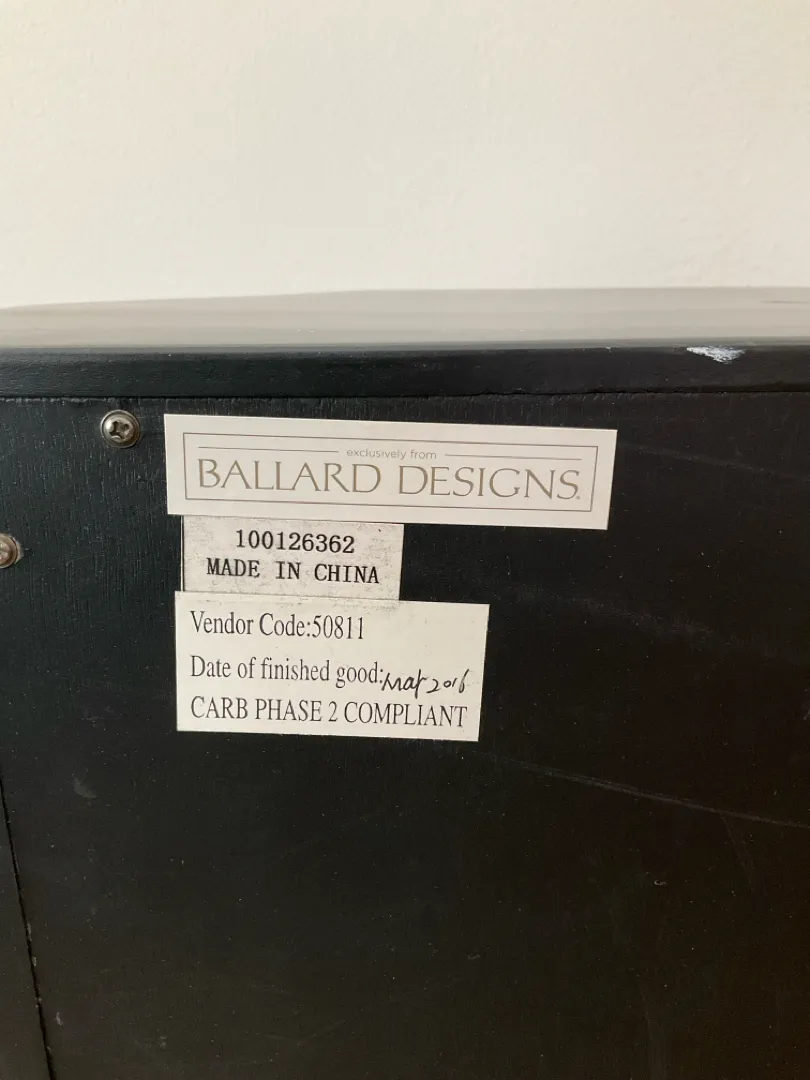 exclusively from
BALLARD DESIGNS®
100126362
MADE IN CHINA
Vendor Code:50811
Date of finished good:Mar 2016
CARB PHASE 2 COMPLIANT